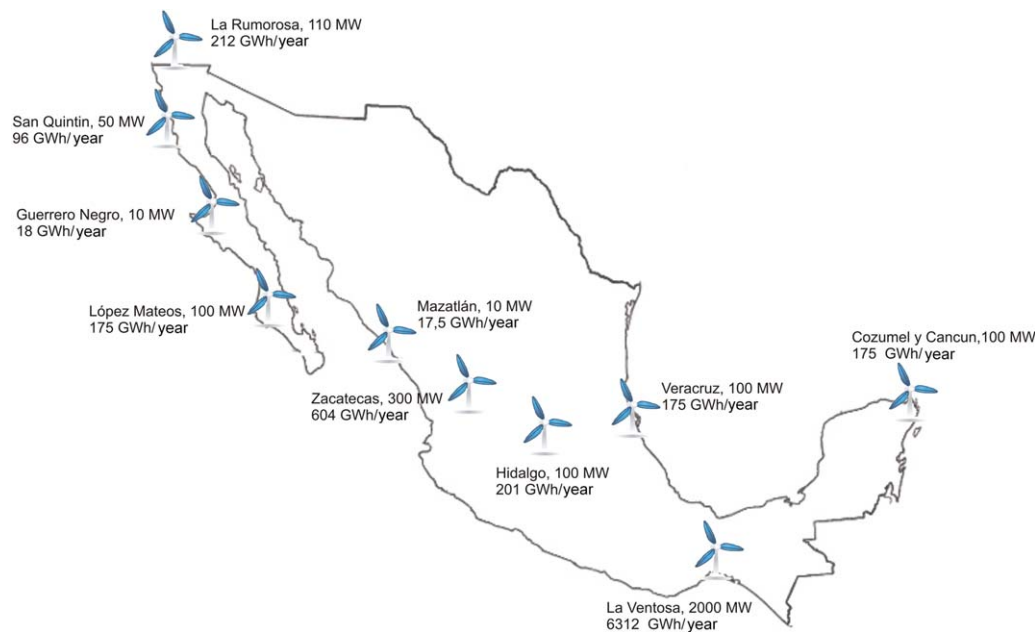 La Rumorosa, 110 MW
212 GWh/year
San Quintin, 50 MW
96 GWh/year
Guerrero Negro, 10 MW
18 GWh/year
López Mateos, 100 MW
175 GWh/year
Mazatlán, 10 MW
17,5 GWh/year
Cozumel y Cancun,100 MW
175 GWh/year
Zacatecas, 300 MW
604 GWh/year
Veracruz, 100 MW
175 GWh/year
Hidalgo, 100 MW
201 GWh/year
La Ventosa, 2000 MW
6312 GWh/year